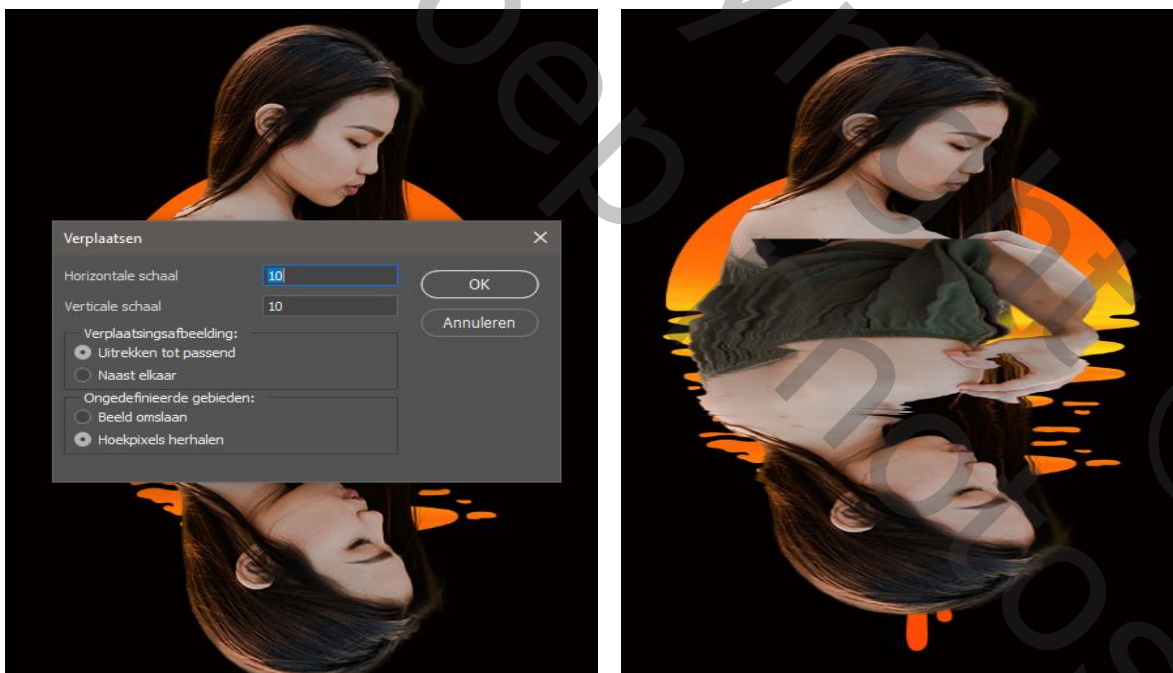 Verplaatsen
Horizontale schaal 10
OK
Verticale schaal 10
Annuleren
Verplaatsingsafbeelding:
Uitrekken tot passend
Naast elkaar
Ongedefinieerde gebieden:
Beeld omslaan
Hoekpixels herhalen